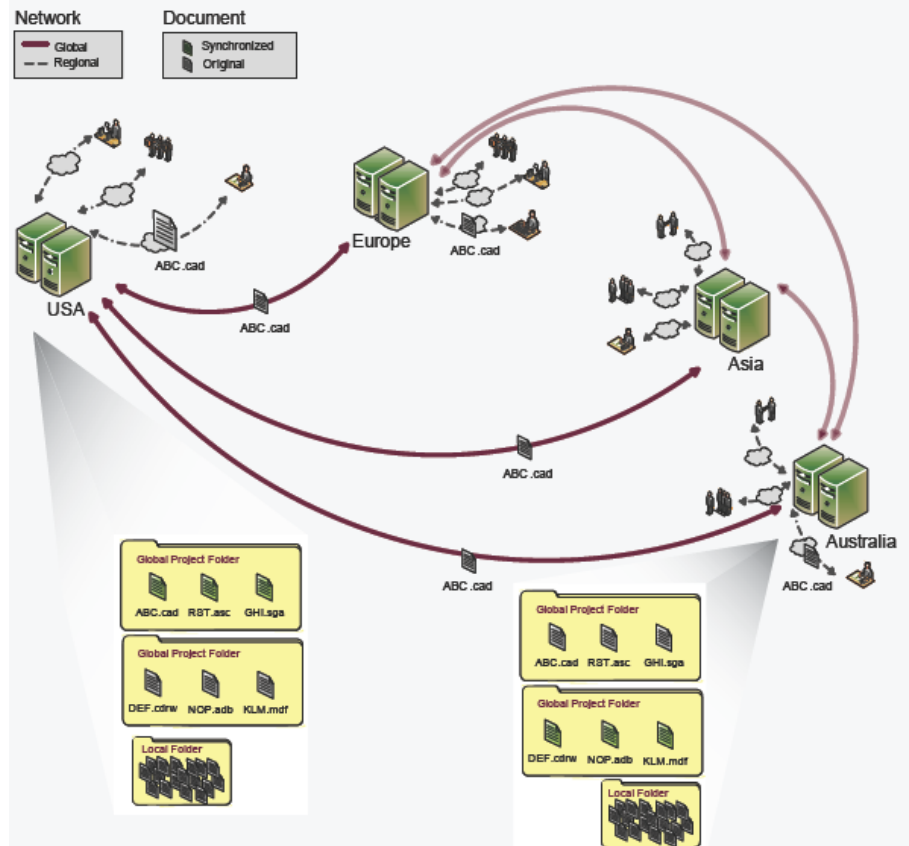 Network
Document
Global
Regional
Synchronized
Original
ABC.cad
USA
Europe
ABC.cad
ABC.cad
Asia
ABC.cad
Australia
ABC.cad
ABC.cad
Global Project Folder
ABC.cad RST.asc GHI.sga
Global Project Folder
DEF.cdrw NOP.adb KLM.mdf
Local Folder
Global Project Folder
ABC.cad RST.asc GHI.sga
Global Project Folder
DEF.cdrw NOP.adb KLM.mdf
Local Folder